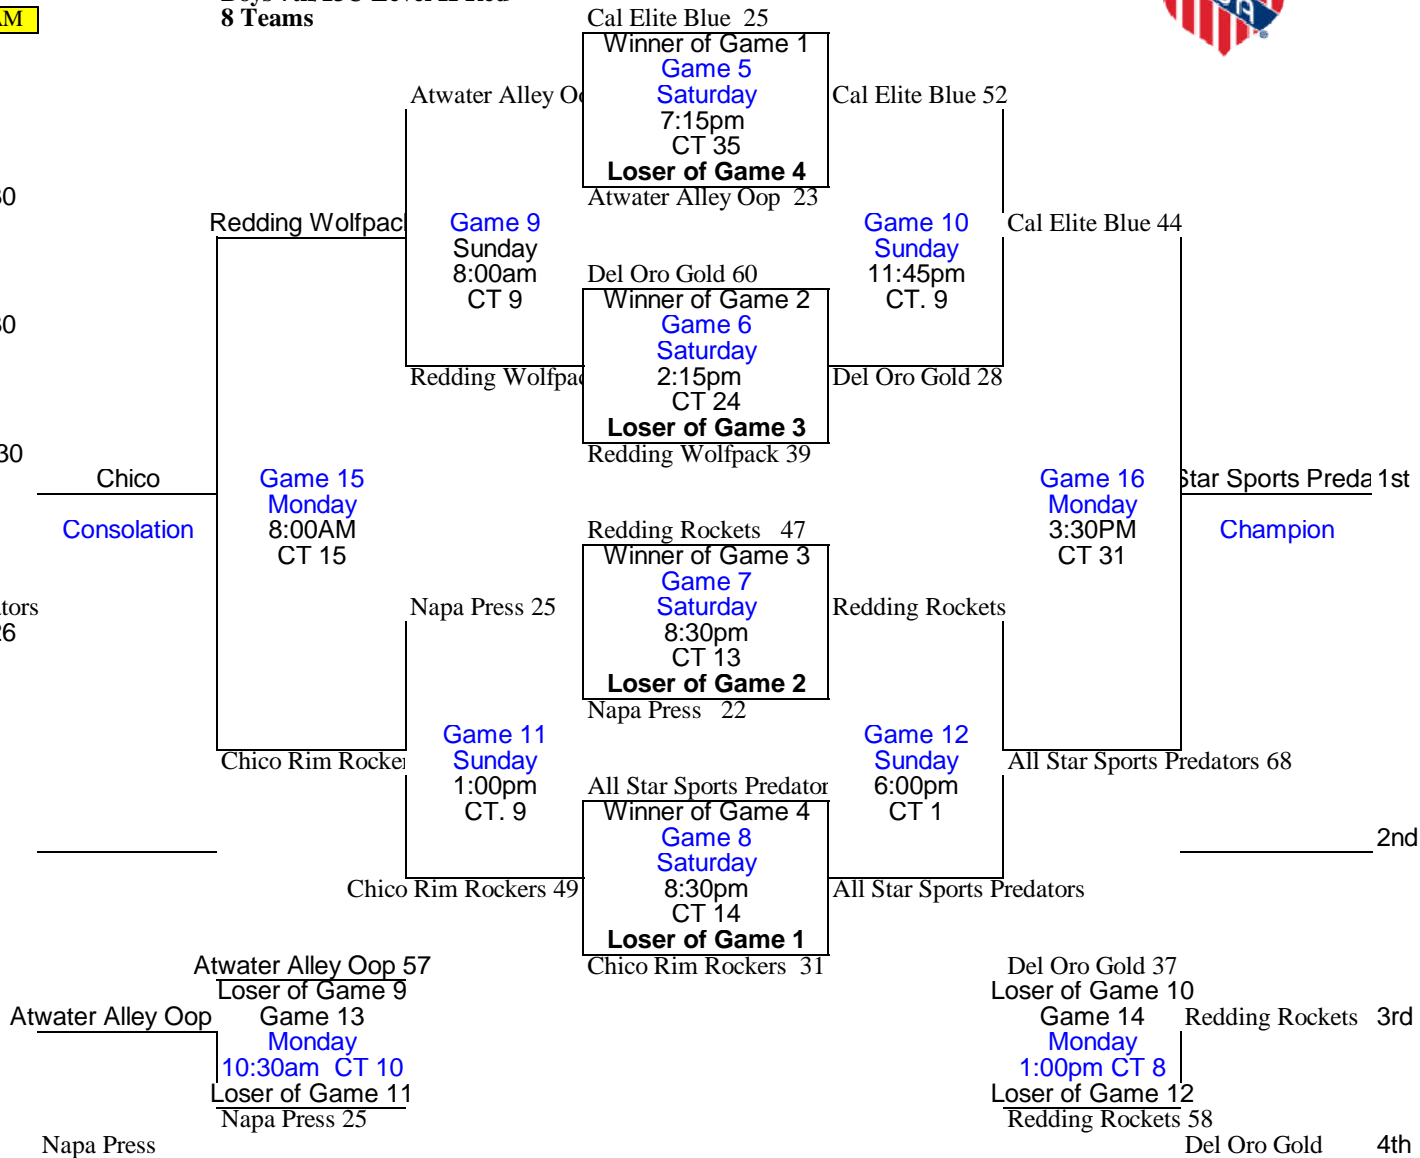 AM
8 Teams
Cal Elite Blue 25
Winner of Game 1
Game 5
Saturday
7:15pm
CT 35
Loser of Game 4
Atwater Alley Oop 23
Atwater Alley Oo
Cal Elite Blue 52
30
Redding Wolfpack
Game 9
Sunday
8:00am
CT 9
Game 10
Sunday
11:45pm
CT. 9
Cal Elite Blue 44
Del Oro Gold 60
Winner of Game 2
Game 6
Saturday
2:15pm
CT 24
Loser of Game 3
Redding Wolfpack 39
Redding Wolfpac
Del Oro Gold 28
30
Chico
Consolation
Game 15
Monday
8:00AM
CT 15
Game 16
Monday
3:30PM
CT 31
Star Sports Preda 1st
Champion
Redding Rockets 47
Winner of Game 3
Game 7
Saturday
8:30pm
CT 13
Loser of Game 2
Napa Press 22
tors
26
Napa Press 25
Redding Rockets
Game 11
Sunday
1:00pm
CT. 9
Game 12
Sunday
6:00pm
CT 1
Chico Rim Rocker
All Star Sports Predators 68
All Star Sports Predator
Winner of Game 4
Game 8
Saturday
8:30pm
CT 14
Loser of Game 1
Chico Rim Rockers 31
2nd
Chico Rim Rockers 49
All Star Sports Predators
Atwater Alley Oop 57
Loser of Game 9
Game 13
Monday
10:30am CT 10
Loser of Game 11
Napa Press 25
Atwater Alley Oop
Napa Press
Del Oro Gold 37
Loser of Game 10
Game 14
Monday
1:00pm CT 8
Loser of Game 12
Redding Rockets 58
Redding Rockets 3rd
Del Oro Gold 4th